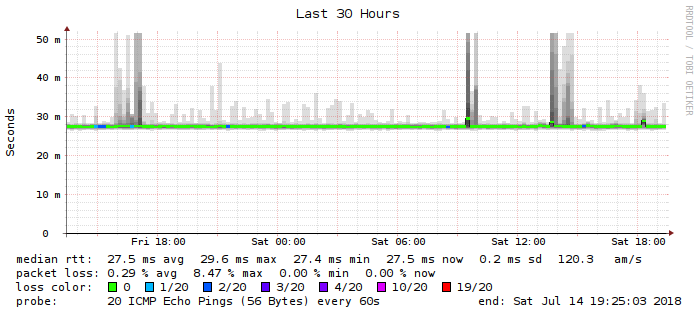 Last 30 Hours
RRDTOOL / TOBI OETIKER
Seconds
50 m
40 m
30 m
20 m
10 m
0
Fri 18:00 Sat 00:00 Sat 06:00 Sat 12:00 Sat 18:00
median rtt: 27.5 ms avg 29.6 ms max 27.4 ms min 27.5 ms now 0.2 ms sd 120.3 am/s
packet loss: 0.29 % avg 8.47 % max 0.00 % min 0.00 % now
loss color: 0 1/20 2/20 3/20 4/20 10/20 19/20
probe: 20 ICMP Echo Pings (56 Bytes) every 60s end: Sat Jul 14 19:25:03 2018